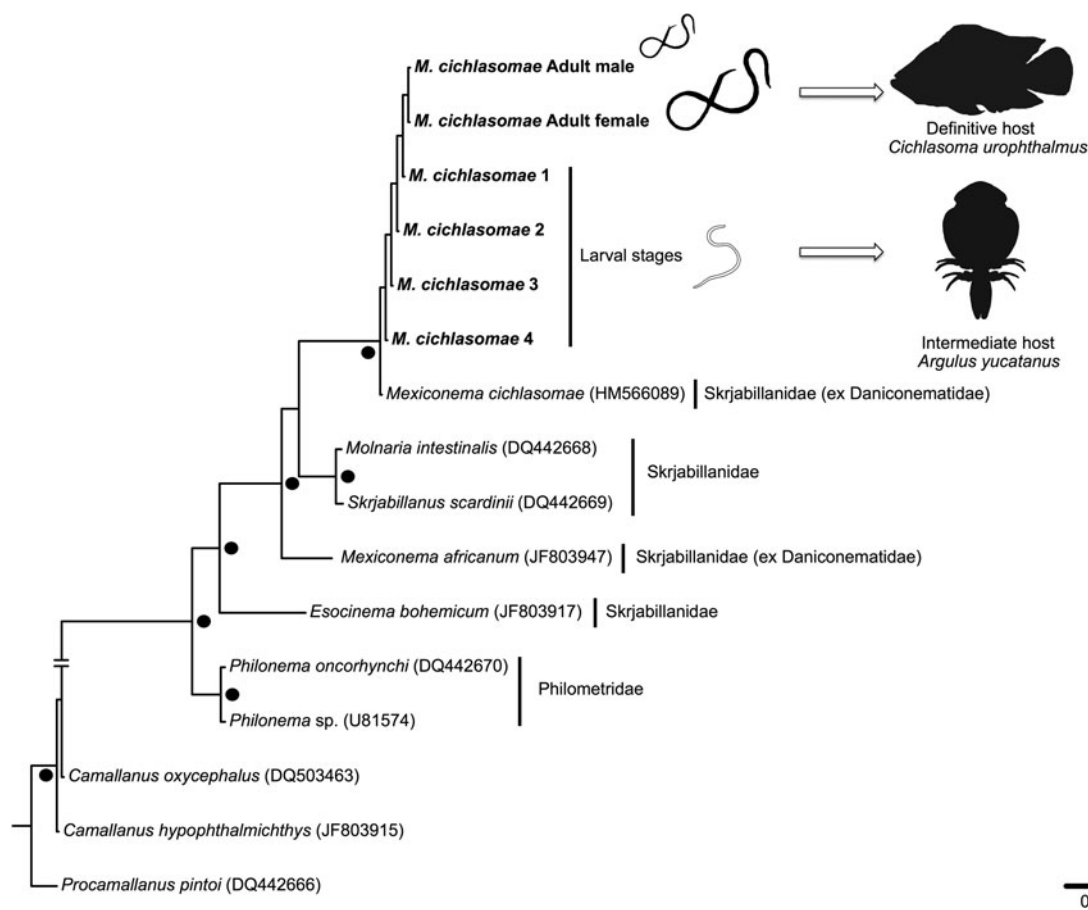 M. cichlasomae Adult male
M. cichlasomae Adult female
Definitive host
Cichlasoma urophthalmus
M. cichlasomae 1
M. cichlasomae 2
Larval stages
M. cichlasomae 3
M. cichlasomae 4
Intermediate host
Argulus yucatanus
Mexiconema cichlasomae (HM566089) Skrjabillanidae (ex Daniconematidae)
Molnaria intestinalis (DQ442668)
Skrjabillanidae
Skrjabillanus scardinii (DQ442669)
Mexiconema africanum (JF803947) Skrjabillanidae (ex Daniconematidae)
Esocinema bohemicum (JF803917) Skrjabillanidae
Philonema oncorhynchi (DQ442670)
Philometridae
Philonema sp. (U81574)
Camallanus oxycephalus (DQ503463)
Camallanus hypophthalmichthys (JF803915)
Procamallanus pintoi (DQ442666)